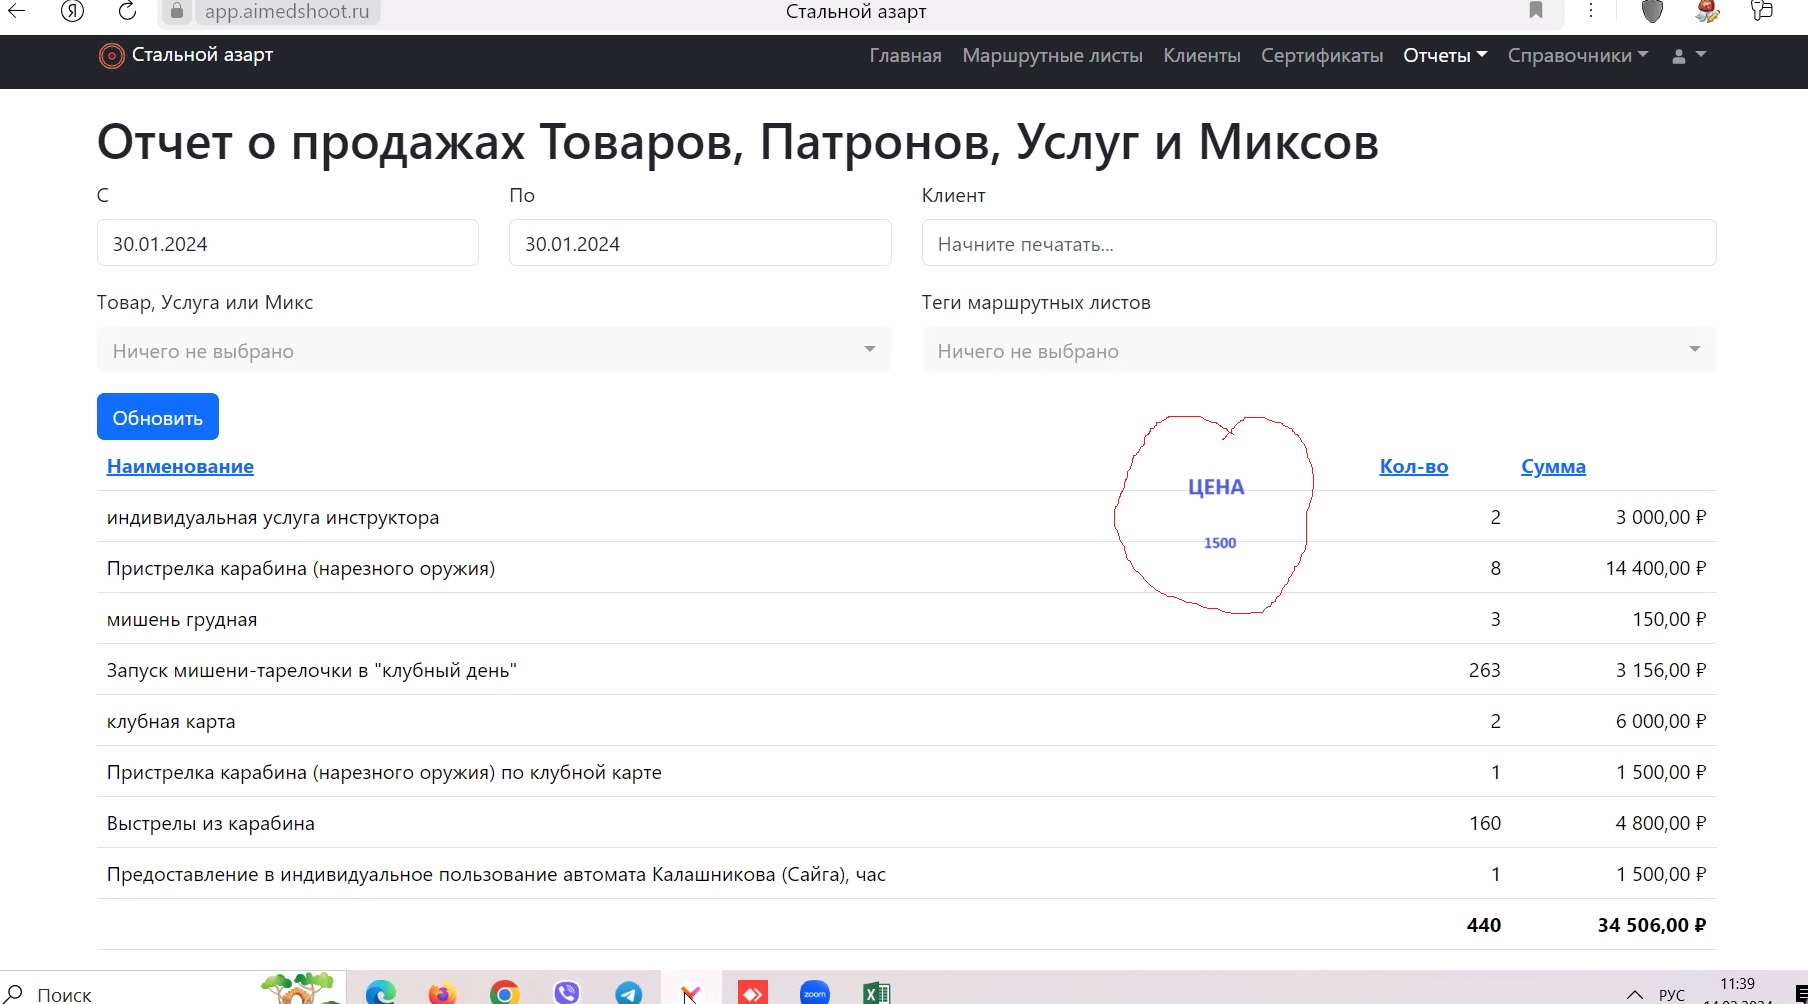 app.aimedshoot.ru Стальной азарт
Стальной азарт Главная Маршрутные листы Клиенты Сертификаты Отчеты Справочники
Отчет о продажах Товаров, Патронов, Услуг и Миксов
С По Клиент
30.01.2024 30.01.2024 Начните печатать...
Товар, Услуга или Микс Теги маршрутных листов
Ничего не выбрано Ничего не выбрано
Обновить
Наименование ЦЕНА Кол-во Сумма
индивидуальная услуга инструктора 1500 2 3 000,00 ₽
Пристрелка карабина (нарезного оружия) 8 14 400,00 ₽
мишень грудная 3 150,00 ₽
Запуск мишени-тарелочки в "клубный день" 263 3 156,00 ₽
клубная карта 2 6 000,00 ₽
Пристрелка карабина (нарезного оружия) по клубной карте 1 1 500,00 ₽
Выстрелы из карабина 160 4 800,00 ₽
Предоставление в индивидуальное пользование автомата Калашникова (Сайга), час 1 1 500,00 ₽
440 34 506,00 ₽
Поиск zoom РУС 11:39